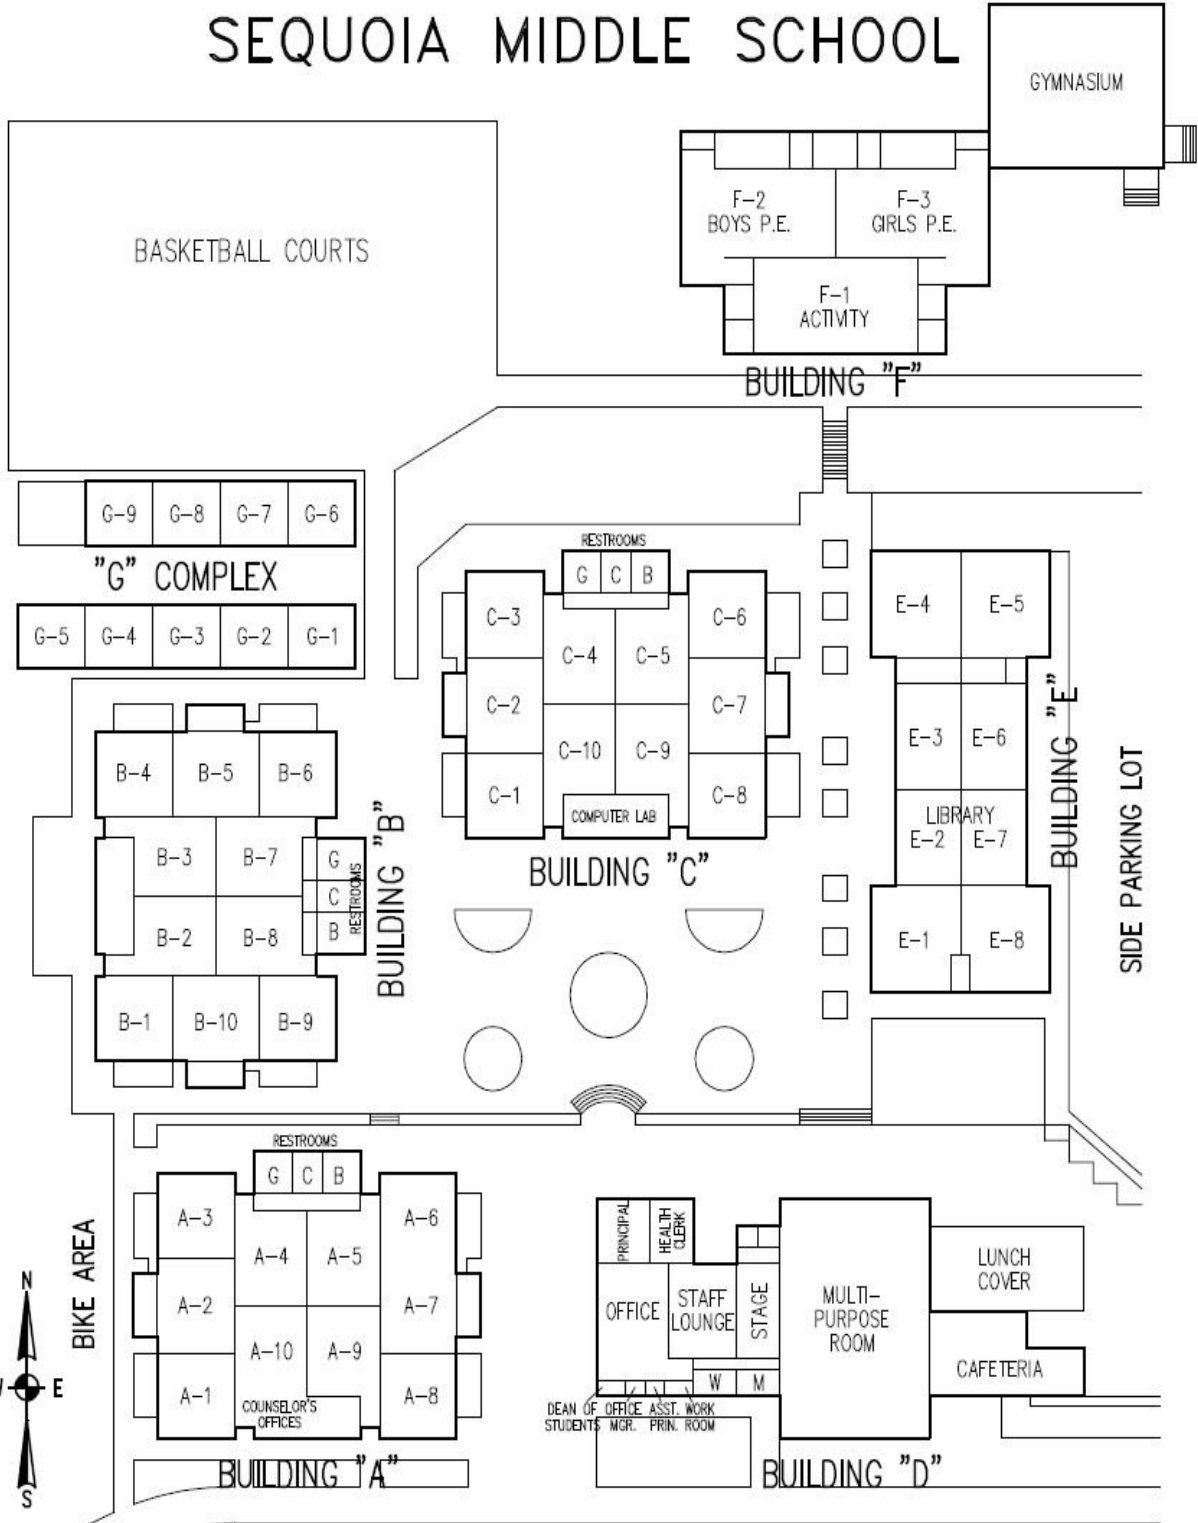 SEQUOIA MIDDLE SCHOOL
GYMNASIUM
BASKETBALL COURTS
F-2
BOYS P.E.
F-3
GIRLS P.E.
F-1
ACTIVITY
BUILDING "F"
G-9 G-8 G-7 G-6
"G" COMPLEX
G-5 G-4 G-3 G-2 G-1
RESTROOMS
G C B
C-3
C-4
C-5
C-6
C-2
C-7
C-10
C-9
C-1
C-8
COMPUTER LAB
BUILDING "C"
E-4 E-5
E-3 E-6
LIBRARY
E-2 E-7
E-1 E-8
BUILDING "E"
SIDE PARKING LOT
B-4 B-5 B-6
B-3 B-7
B-2 B-8
B-1 B-10 B-9
G
C
B
RESTROOMS
BUILDING "B"
RESTROOMS
G C B
A-3
A-4
A-5
A-6
A-2
A-7
A-10
A-9
A-1
A-8
COUNSELOR'S
OFFICES
BUILDING "A"
BIKE AREA
N
W E
S
PRINCIPAL
HEALTH
CLERK
OFFICE
STAFF
LOUNGE
STAGE
W M
MULTI-
PURPOSE
ROOM
LUNCH
COVER
CAFETERIA
DEAN OF OFFICE ASST. WORK
STUDENTS MGR. PRIN. ROOM
BUILDING "D"